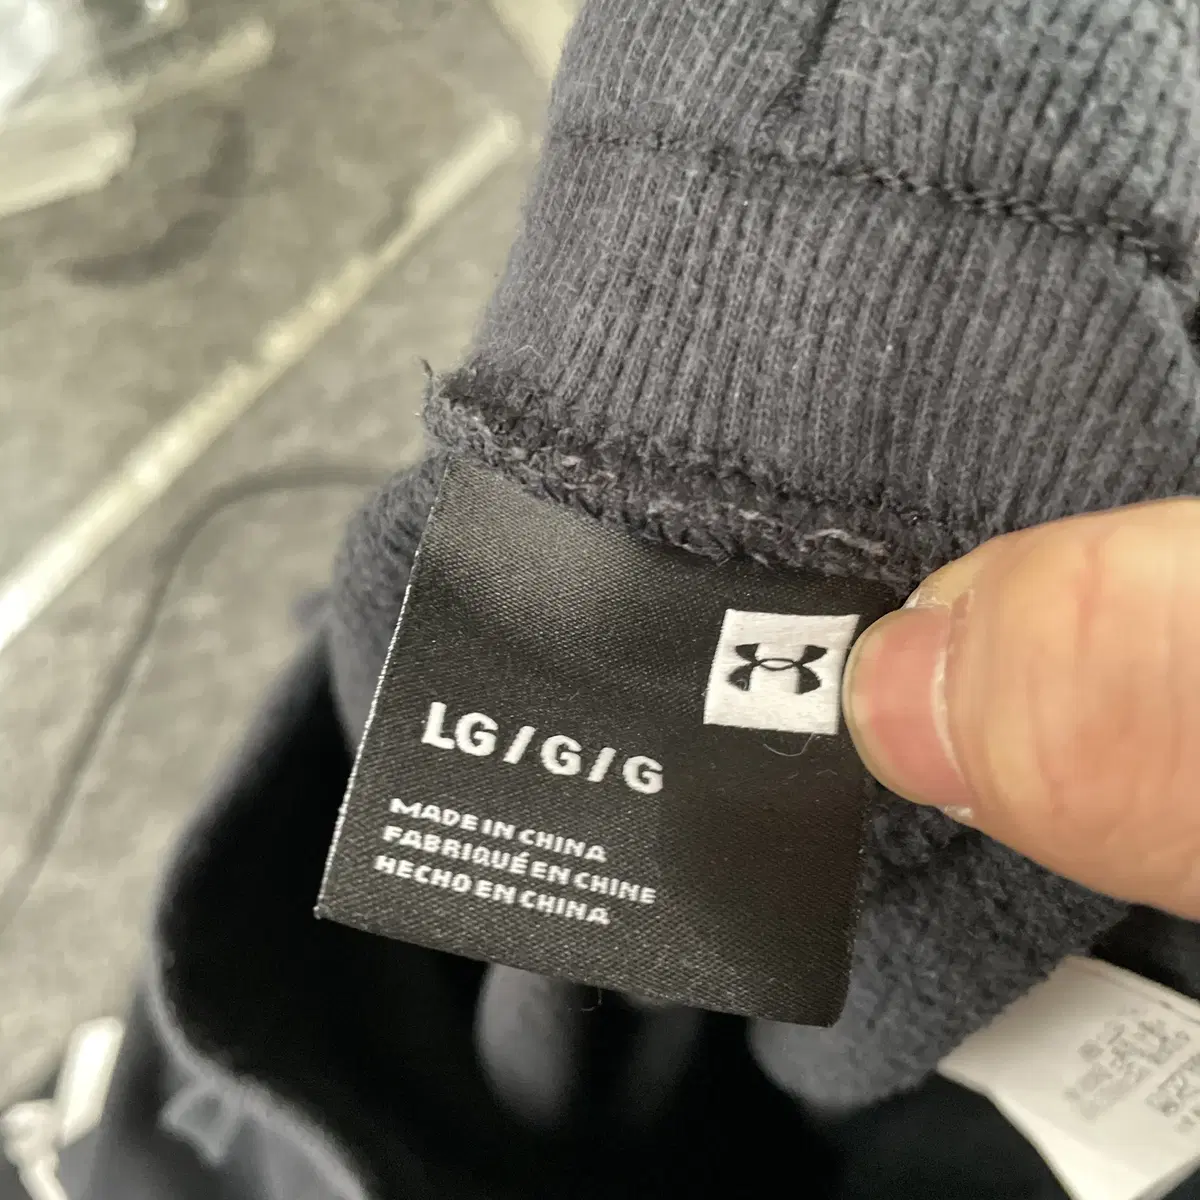 LG/G/G
MADE IN CHINA
FABRIQUÉ EN CHINE
HECHO EN CHINA